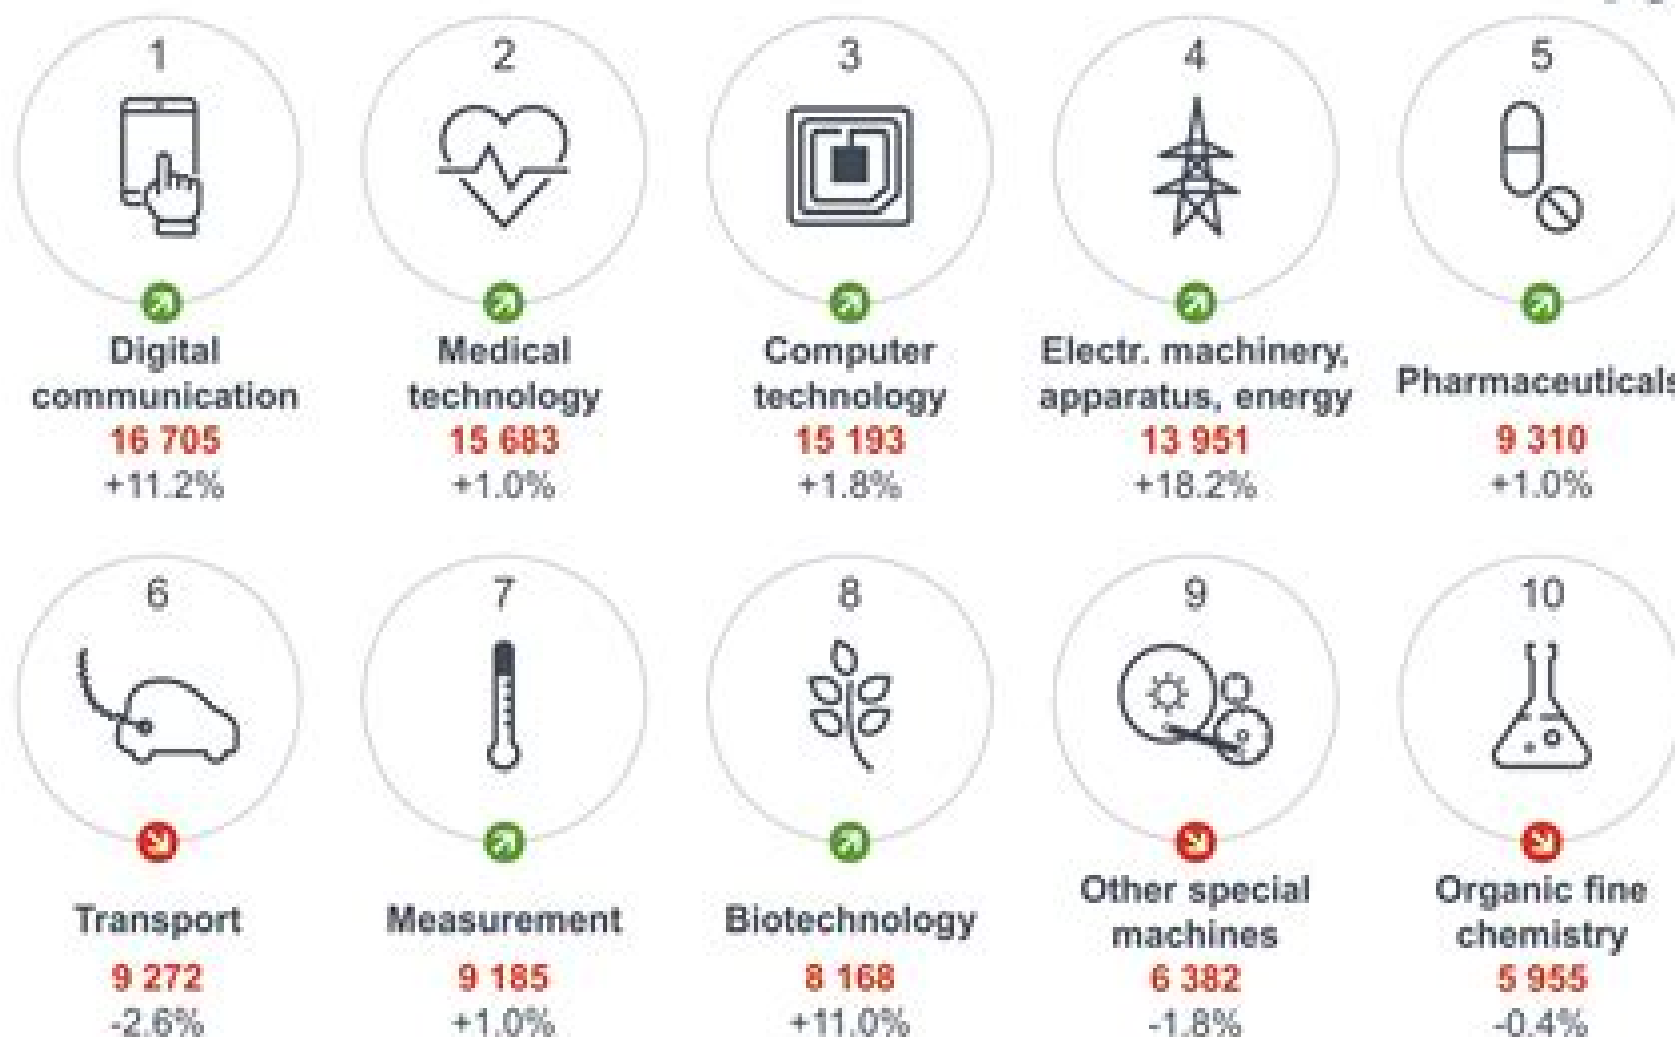 1
2
3
4
5
Digital
communication
16 705
+11.2%
Medical
technology
15 683
+1.0%
Computer
technology
15 193
+1.8%
Electr. machinery,
apparatus, energy
13 951
+18.2%
Pharmaceuticals
9 310
+1.0%
6
7
8
9
10
Transport
9 272
-2.6%
Measurement
9 185
+1.0%
Biotechnology
8 168
+11.0%
Other special
machines
6 382
-1.8%
Organic fine
chemistry
5 955
-0.4%